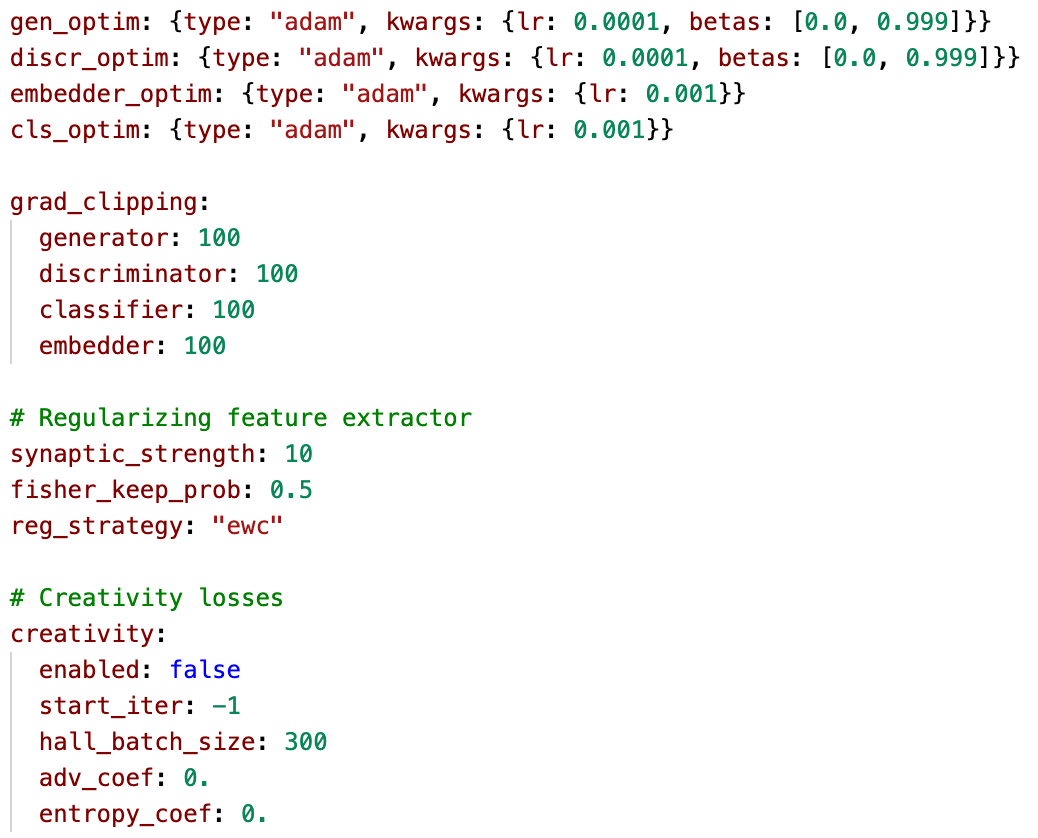 gen_optim: {type: "adam", kwargs: {lr: 0.0001, betas: [0.0, 0.999]}}
discr_optim: {type: "adam", kwargs: {lr: 0.0001, betas: [0.0, 0.999]}}
embedder_optim: {type: "adam", kwargs: {lr: 0.001}}
cls_optim: {type: "adam", kwargs: {lr: 0.001}}

grad_clipping:
  generator: 100
  discriminator: 100
  classifier: 100
  embedder: 100

# Regularizing feature extractor
synaptic_strength: 10
fisher_keep_prob: 0.5
reg_strategy: "ewc"

# Creativity losses
creativity:
  enabled: false
  start_iter: -1
  hall_batch_size: 300
  adv_coef: 0.
  entropy_coef: 0.